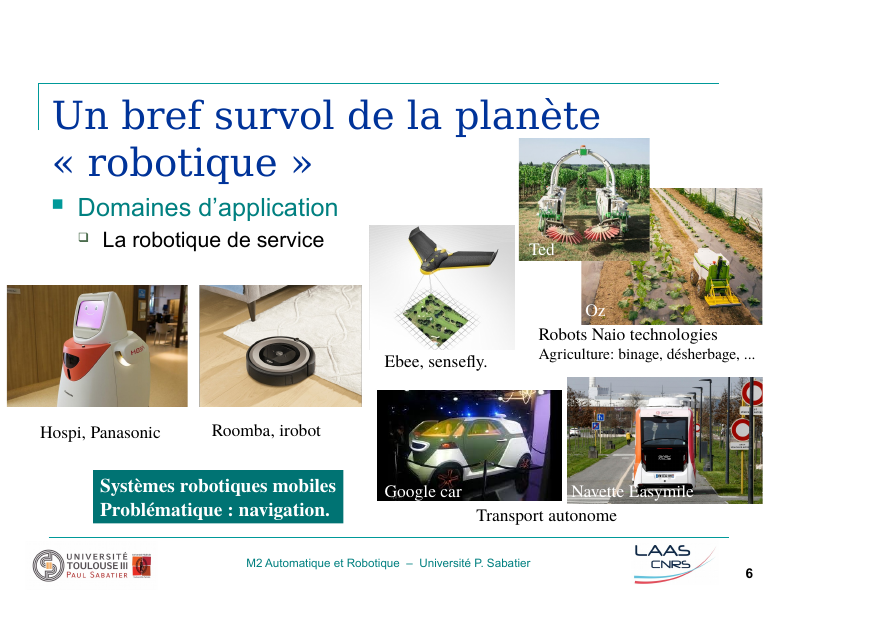 Un bref survol de la planète
« robotique »
Domaines d’application
La robotique de service
Ted
Oz
Robots Naio technologies
Agriculture: binage, désherbage, ...
Ebee, sensefly.
HOSPI
Hospi, Panasonic
Roomba, irobot
Google car
Navette Easymile
Transport autonome
Systèmes robotiques mobiles
Problématique : navigation.
UNIVERSITÉ
TOULOUSE III
PAUL SABATIER
M2 Automatique et Robotique – Université P. Sabatier
LAAS
CNRS
6